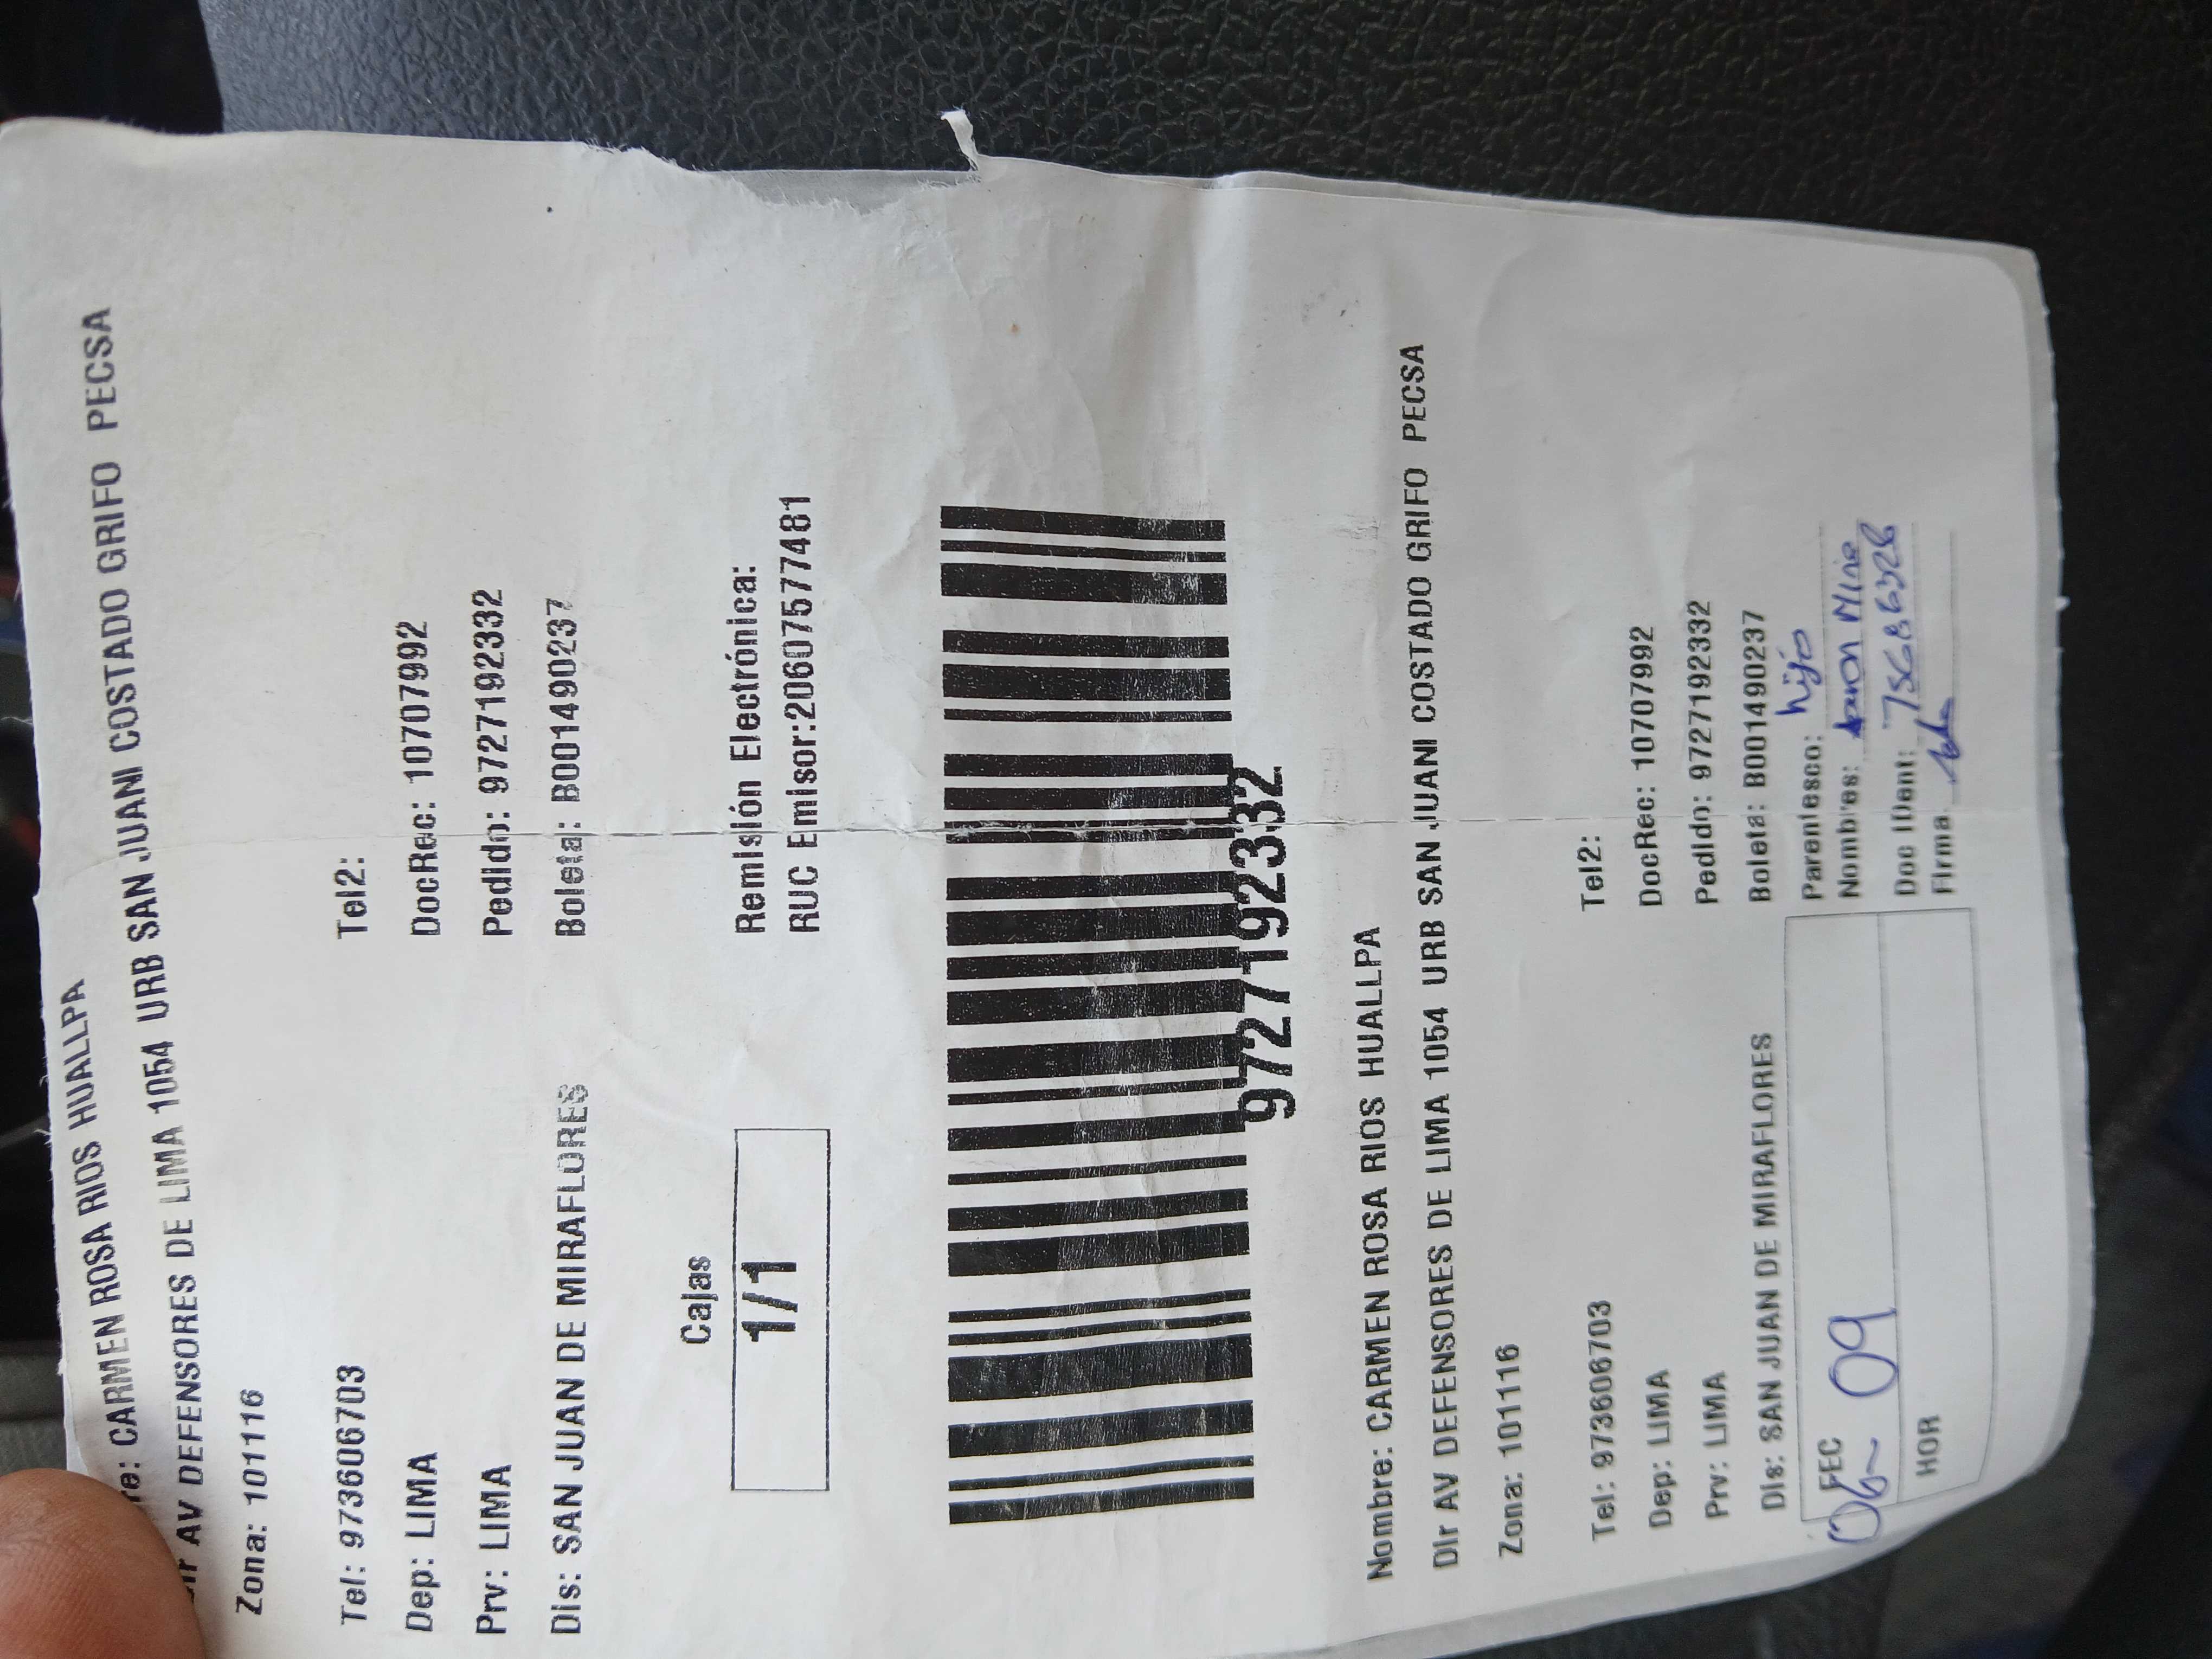 re: CARMEN ROSA RIOS HUALLPA
Dir AV DEFENSORES DE LIMA 1054 URB SAN JUANI COSTADO GRIFO PECSA
Zona: 101116
Tel: 973606703
Tel2:
Dep: LIMA
DocRec: 10707992
Prv: LIMA
Pedido: 9727192332
Dis: SAN JUAN DE MIRAFLORES
Boleta: B001490237
Cajas
1/1
Remisión Electrónica:
RUC Emisor:20607577481
9727192332
Nombre: CARMEN ROSA RIOS HUALLPA
Dir AV DEFENSORES DE LIMA 1054 URB SAN JUANI COSTADO GRIFO PECSA
Zona: 101116
Tel: 973606703
Tel2:
Dep: LIMA
DocRec: 10707992
Prv: LIMA
Pedido: 9727192332
Dis: SAN JUAN DE MIRAFLORES
Boleta: B001490237
FEC
06- 09
HOR
Parentesco: hijo
Nombres:
Doc IDent:
Firma: